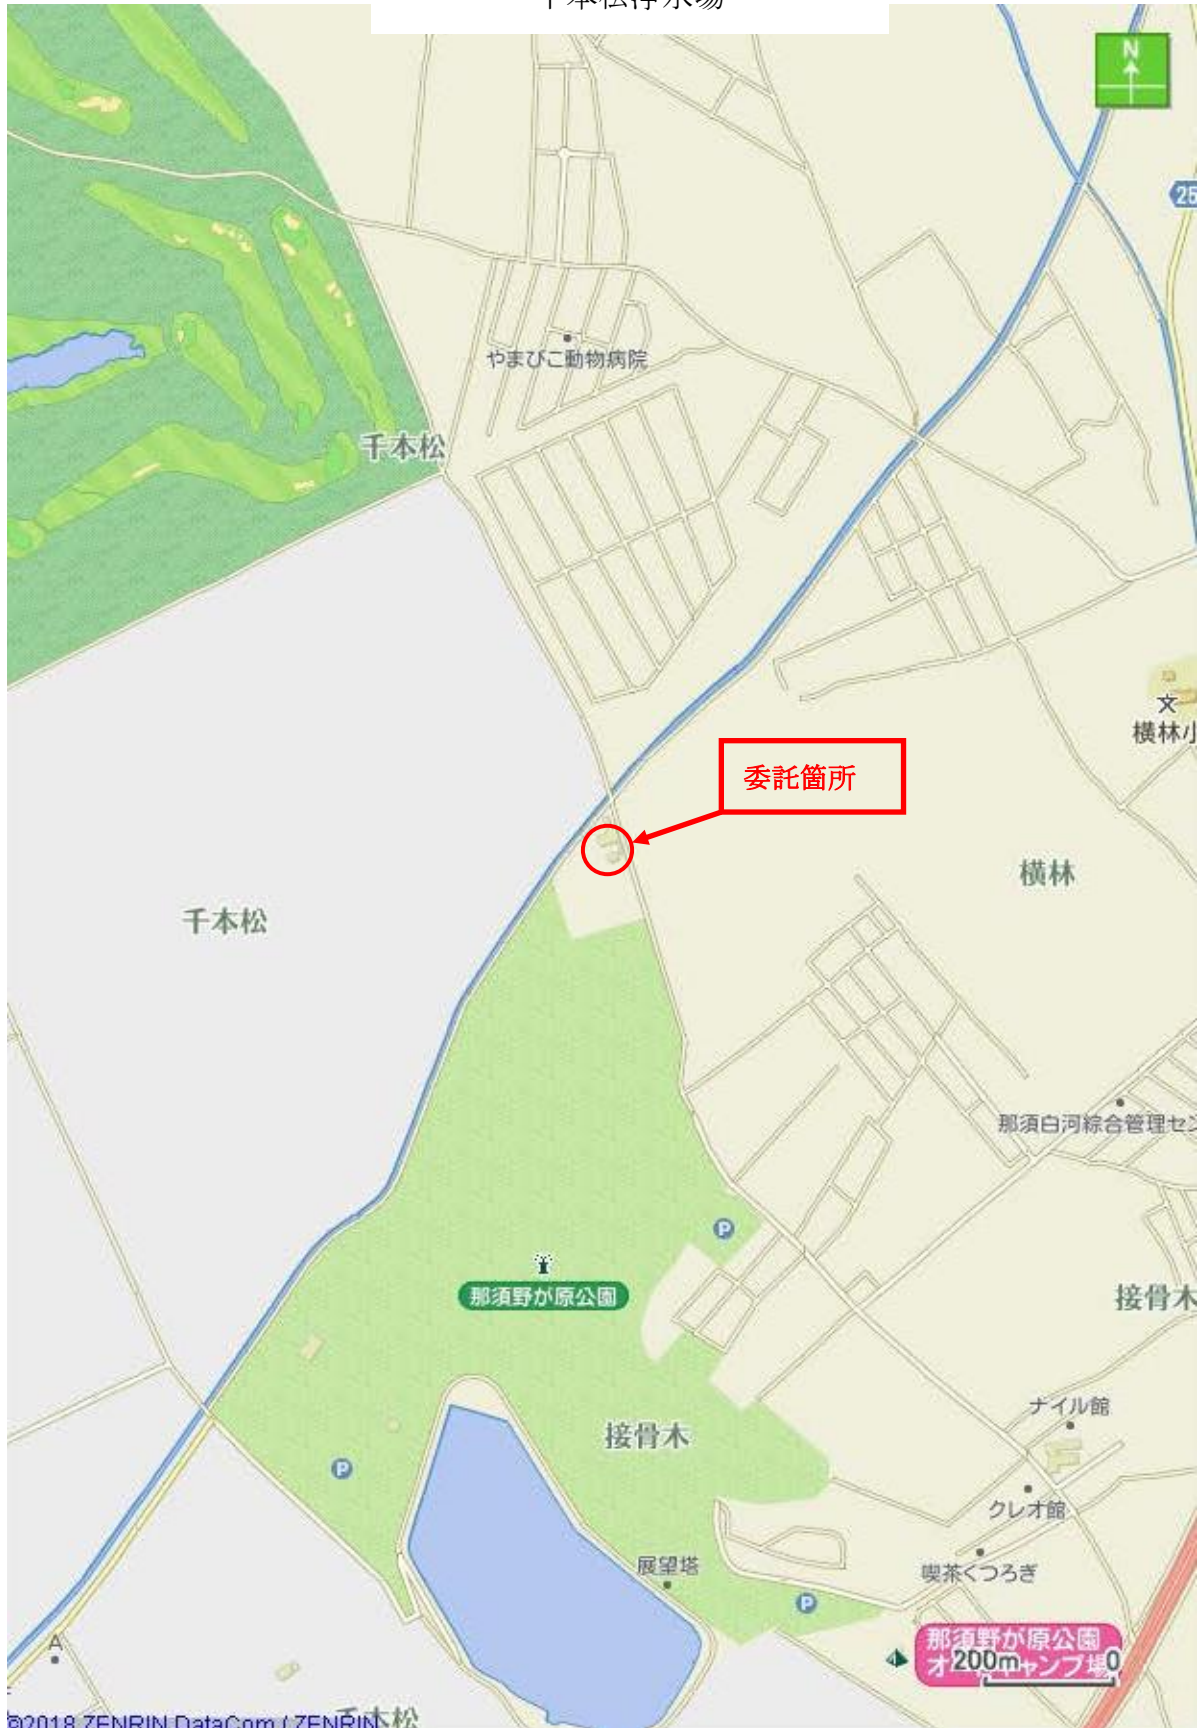 千本松浄水場
N
やまびこ動物病院
千本松
文
横林小
委託箇所
横林
千本松
那須白河綜合管理セン
P
那須野が原公園
接骨木
ナイル館
接骨木
P
クレオ館
展望塔
喫茶くつろぎ
P
那須野が原公園
オートキャンプ場
200m 0
A
千本松
©2018 ZENRIN DataCom / ZENRIN